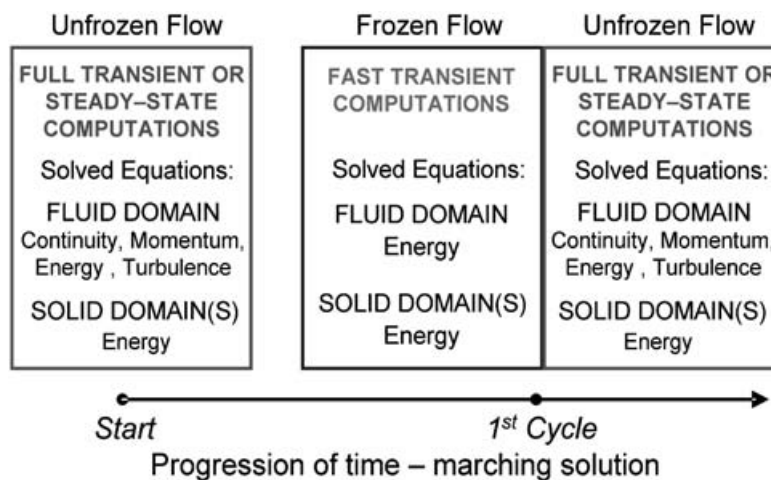 Unfrozen Flow
FULL TRANSIENT OR
STEADY–STATE
COMPUTATIONS
Solved Equations:
FLUID DOMAIN
Continuity, Momentum,
Energy , Turbulence
SOLID DOMAIN(S)
Energy
Frozen Flow
FAST TRANSIENT
COMPUTATIONS
Solved Equations:
FLUID DOMAIN
Energy
SOLID DOMAIN(S)
Energy
Unfrozen Flow
FULL TRANSIENT OR
STEADY–STATE
COMPUTATIONS
Solved Equations:
FLUID DOMAIN
Continuity, Momentum,
Energy , Turbulence
SOLID DOMAIN(S)
Energy
Start
1st Cycle
Progression of time – marching solution